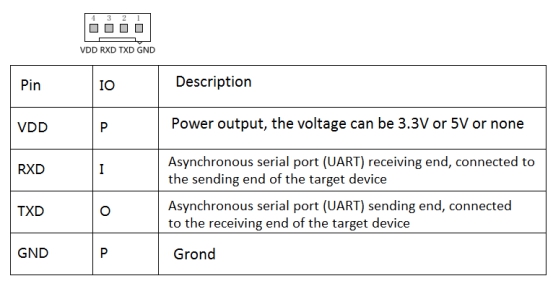 4 3 2 1
VDD RXD TXD GND
Pin IO Description
VDD P Power output, the voltage can be 3.3V or 5V or none
RXD I Asynchronous serial port (UART) receiving end, connected to
the sending end of the target device
TXD O Asynchronous serial port (UART) sending end, connected
to the receiving end of the target device
GND P Grond